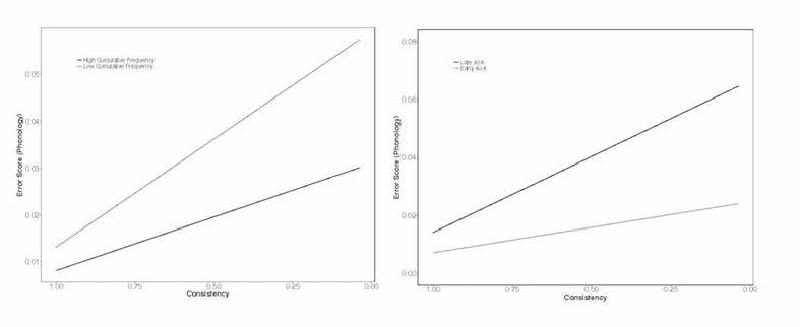 High Cumulative Frequency
Low Cumulative Frequency
Error Score (Phonology)
0.05
0.04
0.03
0.02
0.01
1.00 0.75 0.50 0.25 0.00
Consistency
Late AoA
Early AoA
Error Score (Phonology)
0.08
0.06
0.04
0.02
0.00
1.00 0.75 0.50 0.25 0.00
Consistency